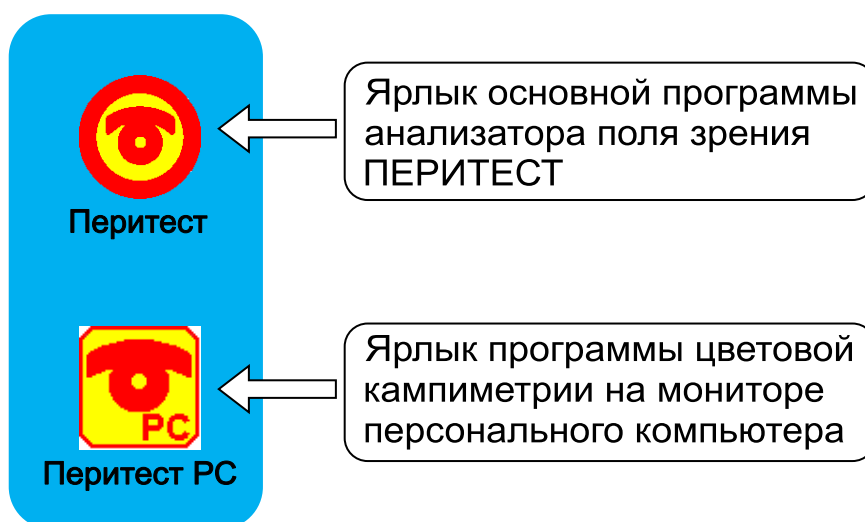 Ярлык основной программы
анализатора поля зрения
ПЕРИТЕСТ
Перитест
Ярлык программы цветовой
кампиметрии на мониторе
персонального компьютера
PC
Перитест PC